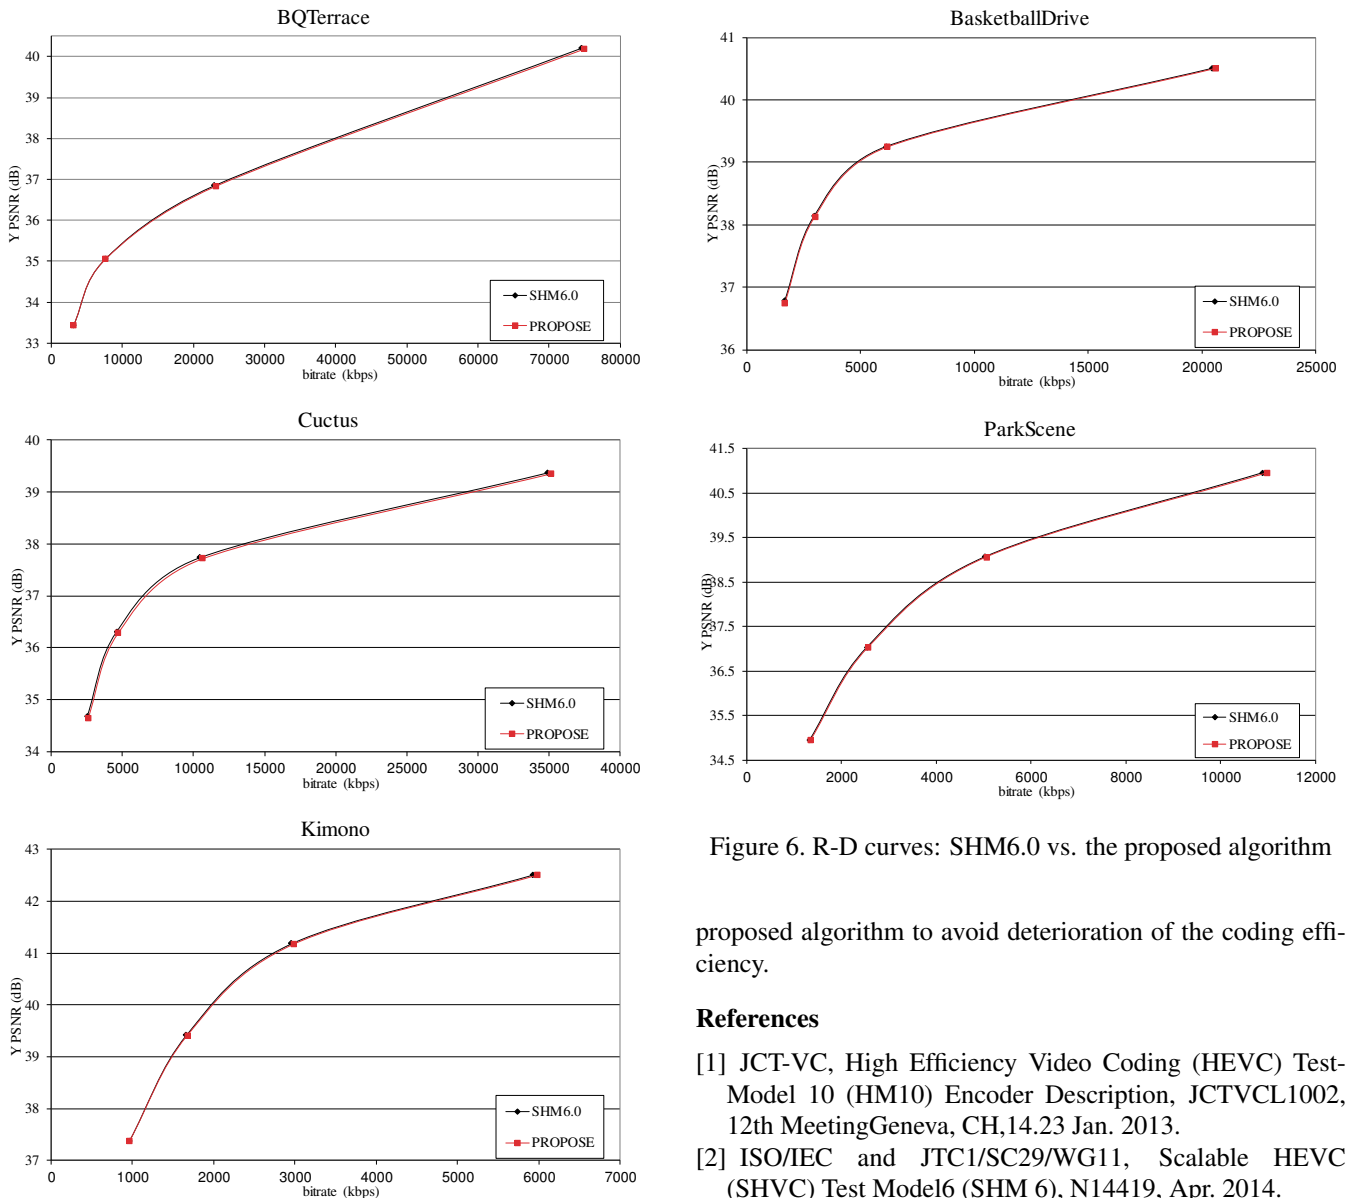 BQTerrace
40
39
38
37
36
35
34
33
Y PSNR (dB)
SHM6.0
PROPOSE
0 10000 20000 30000 40000 50000 60000 70000 80000
bitrate (kbps)
Cuctus
40
39
38
37
36
35
34
Y PSNR (dB)
SHM6.0
PROPOSE
0 5000 10000 15000 20000 25000 30000 35000 40000
bitrate (kbps)
Kimono
43
42
41
40
39
38
37
Y PSNR (dB)
SHM6.0
PROPOSE
0 1000 2000 3000 4000 5000 6000 7000
bitrate (kbps)
BasketballDrive
41
40
39
38
37
36
Y PSNR (dB)
SHM6.0
PROPOSE
0 5000 10000 15000 20000 25000
bitrate (kbps)
ParkScene
41.5
40.5
39.5
38.5
37.5
36.5
35.5
34.5
Y PSNR (dB)
SHM6.0
PROPOSE
0 2000 4000 6000 8000 10000 12000
bitrate (kbps)
Figure 6. R-D curves: SHM6.0 vs. the proposed algorithm
proposed algorithm to avoid deterioration of the coding effi-
ciency.
References
[1] JCT-VC, High Efficiency Video Coding (HEVC) Test-
Model 10 (HM10) Encoder Description, JCTVCL1002,
12th MeetingGeneva, CH,14.23 Jan. 2013.
[2] ISO/IEC and JTC1/SC29/WG11, Scalable HEVC
(SHVC) Test Model6 (SHM 6), N14419, Apr. 2014.